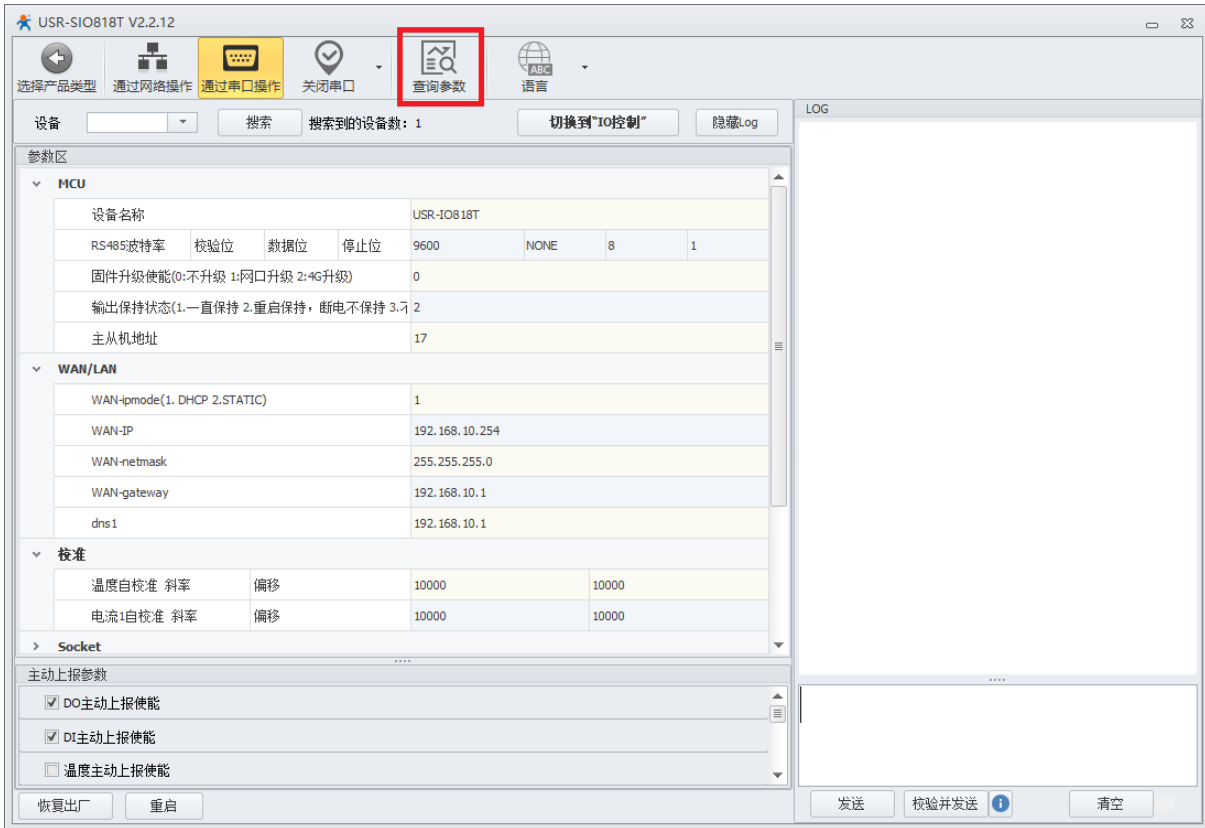 USR-SIO818T V2.2.12
选择产品类型 通过网络操作 通过串口操作 关闭串口 查询参数 ABC 语言
设备 搜索 搜索到的设备数: 1 切换到"IO控制" 隐藏Log
LOG
参数区
MCU
设备名称 USR-IO818T
RS485波特率 校验位 数据位 停止位 9600 NONE 8 1
固件升级使能(0:不升级 1:网口升级 2:4G升级) 0
输出保持状态(1.一直保持 2.重启保持，断电不保持 3. 2
主从机地址 17
WAN/LAN
WAN-ipmode(1. DHCP 2.STATIC) 1
WAN-IP 192.168.10.254
WAN-netmask 255.255.255.0
WAN-gateway 192.168.10.1
dns1 192.168.10.1
校准
温度自校准 斜率 偏移 10000 10000
电流1自校准 斜率 偏移 10000 10000
Socket
主动上报参数
DO主动上报使能
DI主动上报使能
温度主动上报使能
恢复出厂 重启
发送 校验并发送 清空